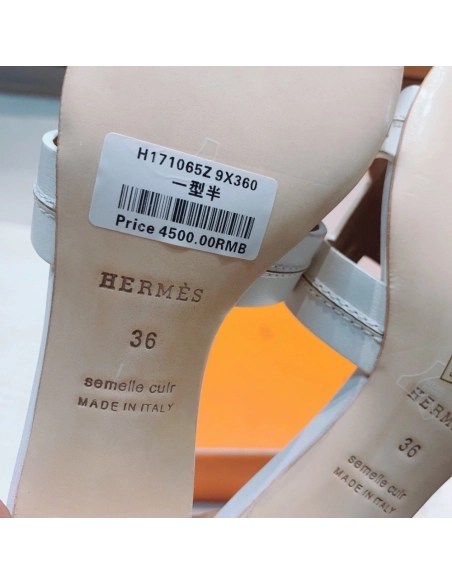 H171065Z 9X360
一型半
Price 4500.00RMB
HERMÈS
36
semelle cuir
MADE IN ITALY
HERM
36
semelle cuir
MADE IN ITALY